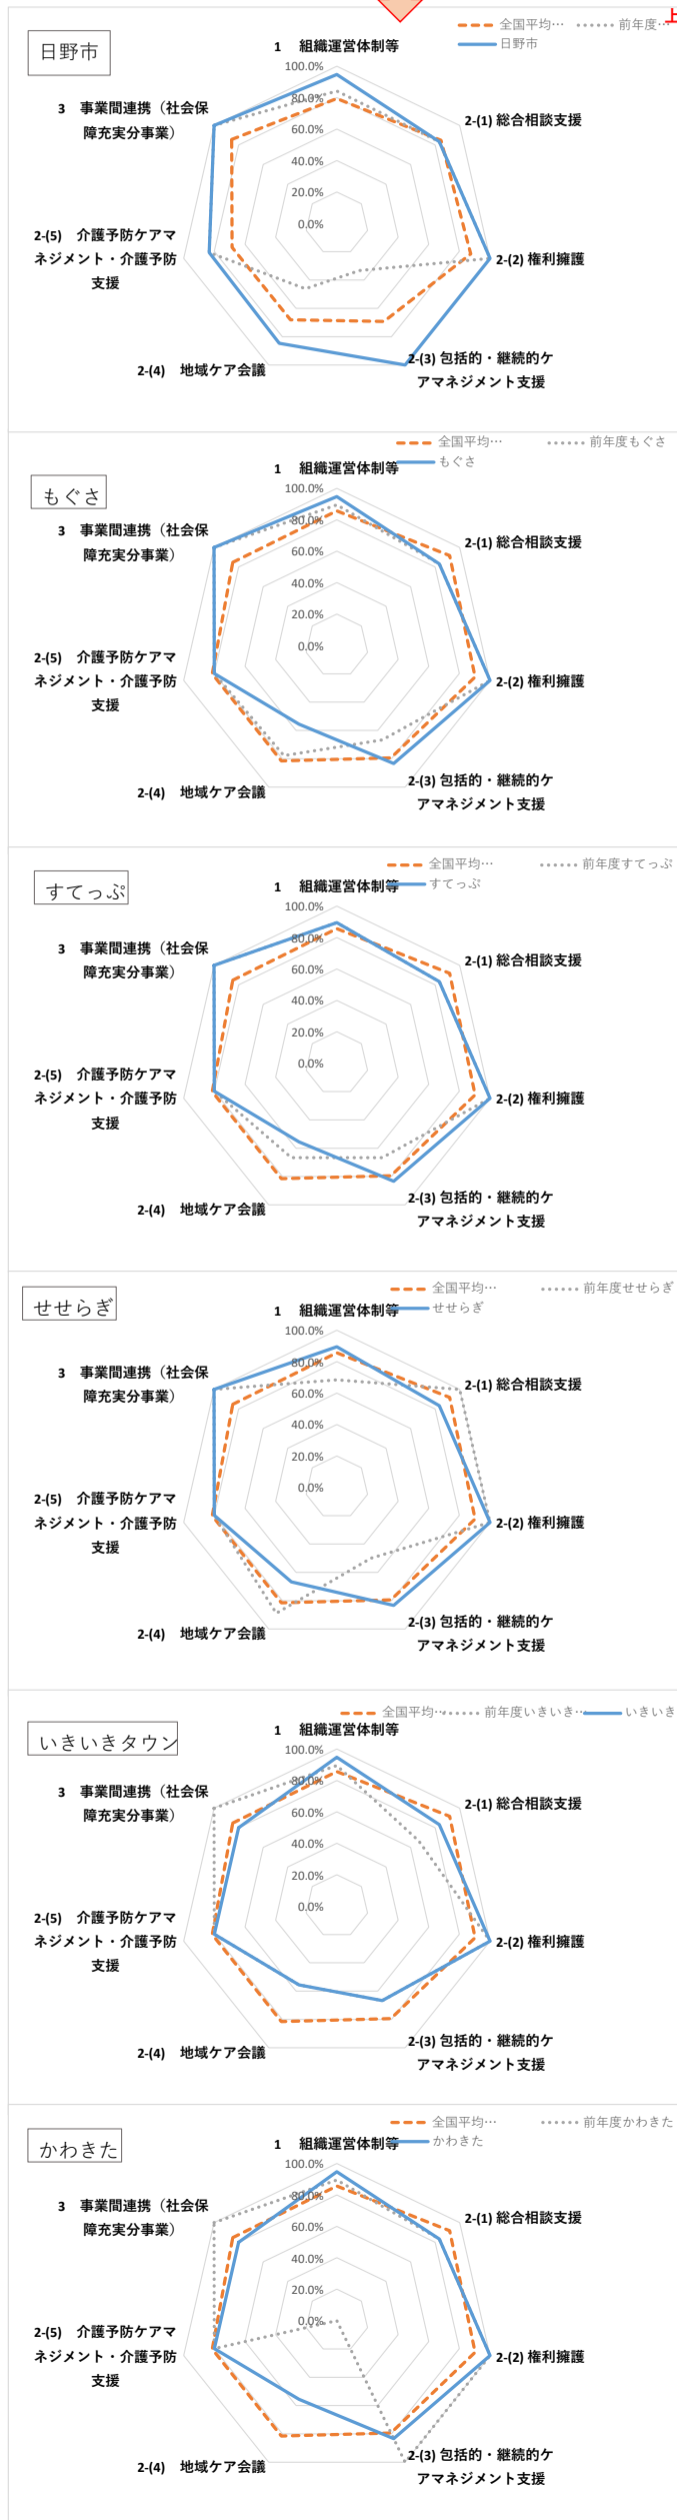 上
全国平均… 前年度…
日野市
日野市
1 組織運営体制等
100.0%
80.0%
60.0%
40.0%
20.0%
0.0%
2-(1) 総合相談支援
2-(2) 権利擁護
2-(3) 包括的・継続的ケ
アマネジメント支援
2-(4) 地域ケア会議
2-(5) 介護予防ケアマ
ネジメント・介護予防
支援
3 事業間連携（社会保
障充実分事業）
全国平均… 前年度もぐさ
もぐさ
もぐさ
1 組織運営体制等
100.0%
80.0%
60.0%
40.0%
20.0%
0.0%
2-(1) 総合相談支援
2-(2) 権利擁護
2-(3) 包括的・継続的ケ
アマネジメント支援
2-(4) 地域ケア会議
2-(5) 介護予防ケアマ
ネジメント・介護予防
支援
3 事業間連携（社会保
障充実分事業）
全国平均… 前年度すてっぷ
すてっぷ
すてっぷ
1 組織運営体制等
100.0%
80.0%
60.0%
40.0%
20.0%
0.0%
2-(1) 総合相談支援
2-(2) 権利擁護
2-(3) 包括的・継続的ケ
アマネジメント支援
2-(4) 地域ケア会議
2-(5) 介護予防ケアマ
ネジメント・介護予防
支援
3 事業間連携（社会保
障充実分事業）
全国平均… 前年度せせらぎ
せせらぎ
せせらぎ
1 組織運営体制等
100.0%
80.0%
60.0%
40.0%
20.0%
0.0%
2-(1) 総合相談支援
2-(2) 権利擁護
2-(3) 包括的・継続的ケ
アマネジメント支援
2-(4) 地域ケア会議
2-(5) 介護予防ケアマ
ネジメント・介護予防
支援
3 事業間連携（社会保
障充実分事業）
全国平均… 前年度いきいき… いきいき
いきいきタウン
1 組織運営体制等
100.0%
80.0%
60.0%
40.0%
20.0%
0.0%
2-(1) 総合相談支援
2-(2) 権利擁護
2-(3) 包括的・継続的ケ
アマネジメント支援
2-(4) 地域ケア会議
2-(5) 介護予防ケアマ
ネジメント・介護予防
支援
3 事業間連携（社会保
障充実分事業）
全国平均… 前年度かわきた
かわきた
かわきた
1 組織運営体制等
100.0%
80.0%
60.0%
40.0%
20.0%
0.0%
2-(1) 総合相談支援
2-(2) 権利擁護
2-(3) 包括的・継続的ケ
アマネジメント支援
2-(4) 地域ケア会議
2-(5) 介護予防ケアマ
ネジメント・介護予防
支援
3 事業間連携（社会保
障充実分事業）